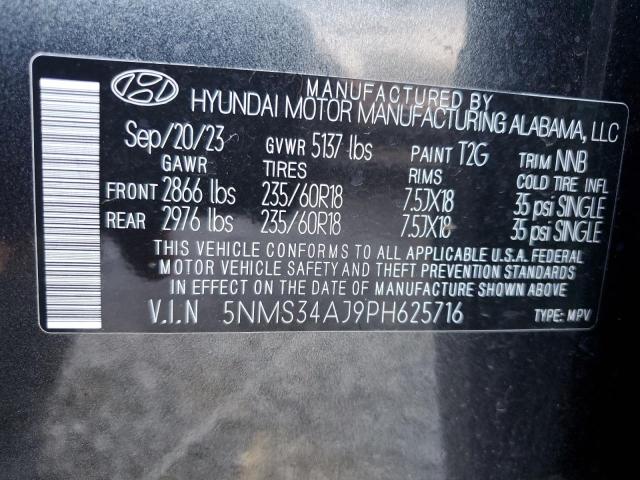 MANUFACTURED BY
HYUNDAI MOTOR MANUFACTURING ALABAMA, LLC
Sep/20/23 GVWR 5137 lbs PAINT T2G TRIM NNB
GAWR TIRES RIMS COLD TIRE INFL
FRONT 2866 lbs 235/60R18 7.5JX18 35 psi SINGLE
REAR 2976 lbs 235/60R18 7.5JX18 35 psi SINGLE
THIS VEHICLE CONFORMS TO ALL APPLICABLE U.S.A. FEDERAL
MOTOR VEHICLE SAFETY AND THEFT PREVENTION STANDARDS
IN EFFECT ON THE DATE OF MANUFACTURE SHOWN ABOVE
V.I.N 5NMS34AJ9PH625716 TYPE: MPV